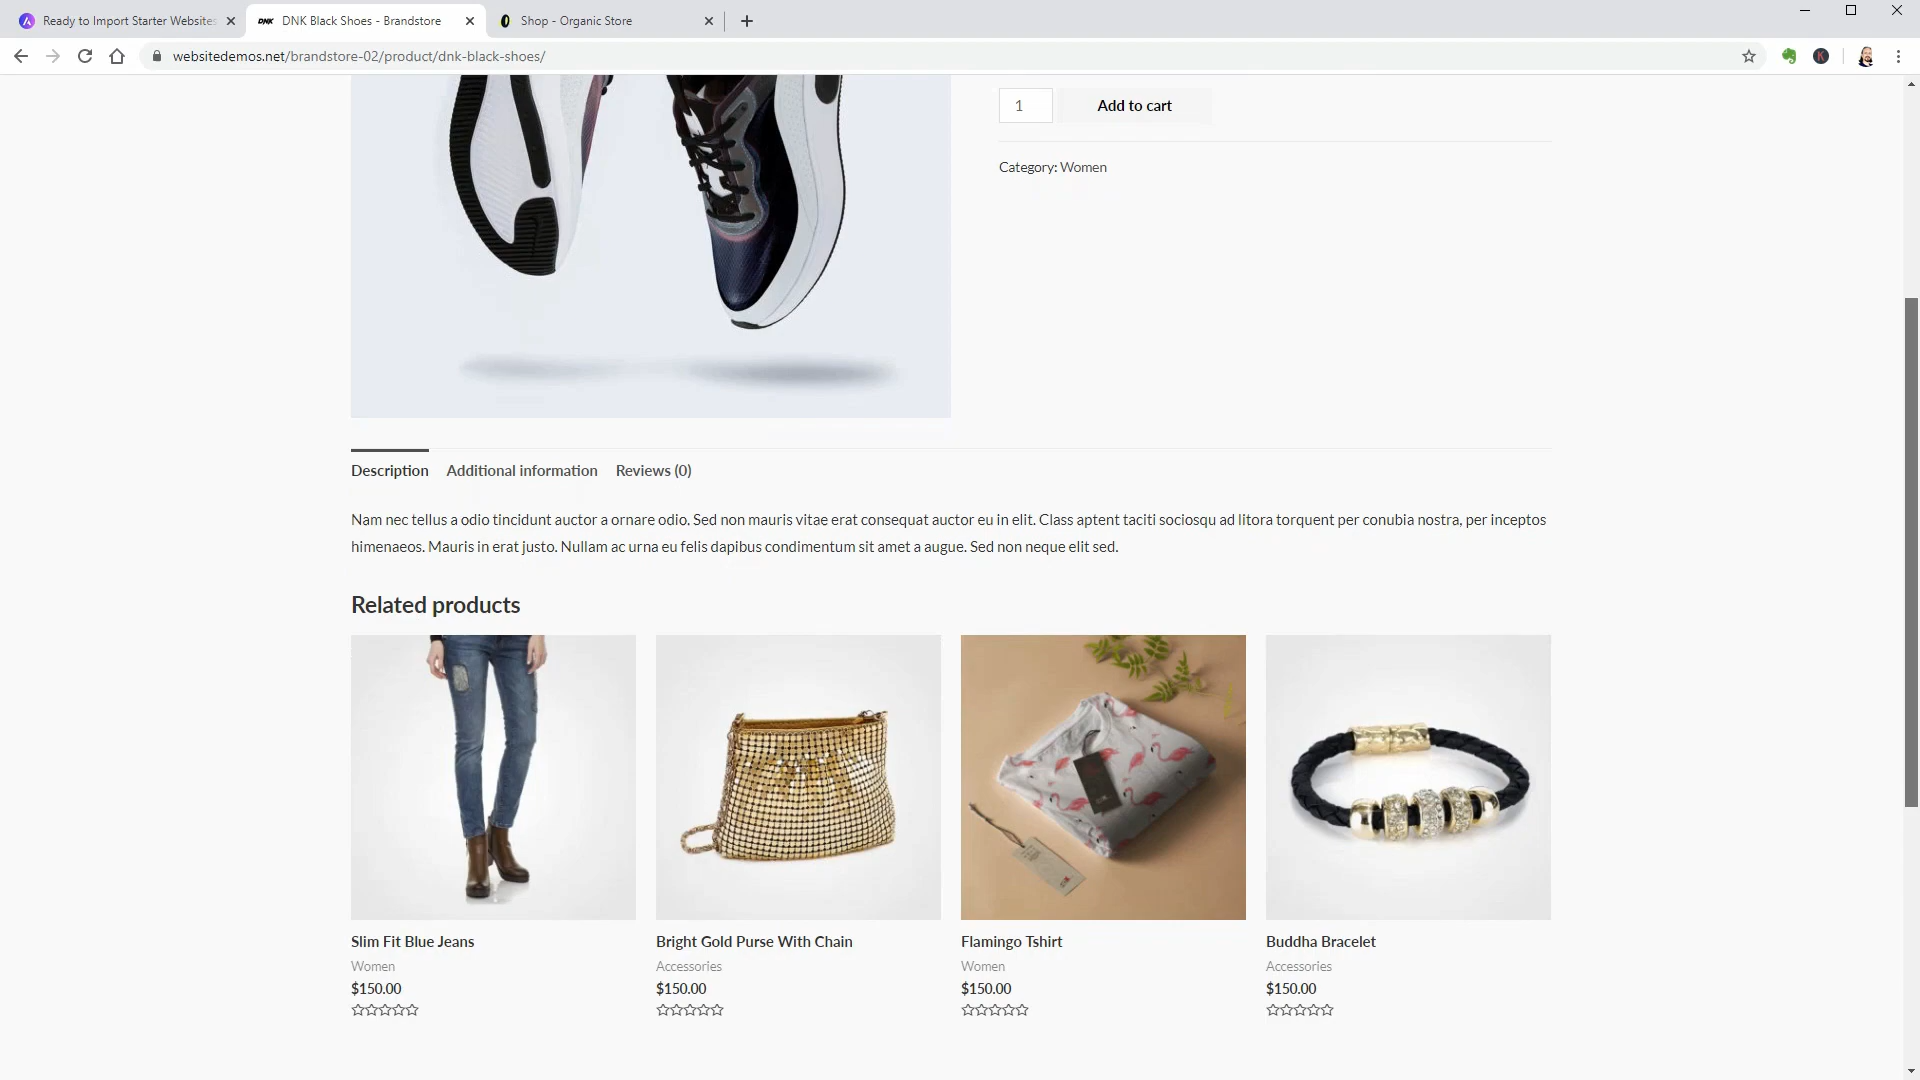 Ready to Import Starter Websites
DNK DNK Black Shoes - Brandstore
Shop - Organic Store
websitedemos.net/brandstore-02/product/dnk-black-shoes/
1
Add to cart
Category: Women
Description
Additional information
Reviews (0)
Nam nec tellus a odio tincidunt auctor a ornare odio. Sed non mauris vitae erat consequat auctor eu in elit. Class aptent taciti sociosqu ad litora torquent per conubia nostra, per inceptos
himenaeos. Mauris in erat justo. Nullam ac urna eu felis dapibus condimentum sit amet a augue. Sed non neque elit sed.
Related products
Slim Fit Blue Jeans
Women
$150.00
Bright Gold Purse With Chain
Accessories
$150.00
Flamingo Tshirt
Women
$150.00
Buddha Bracelet
Accessories
$150.00